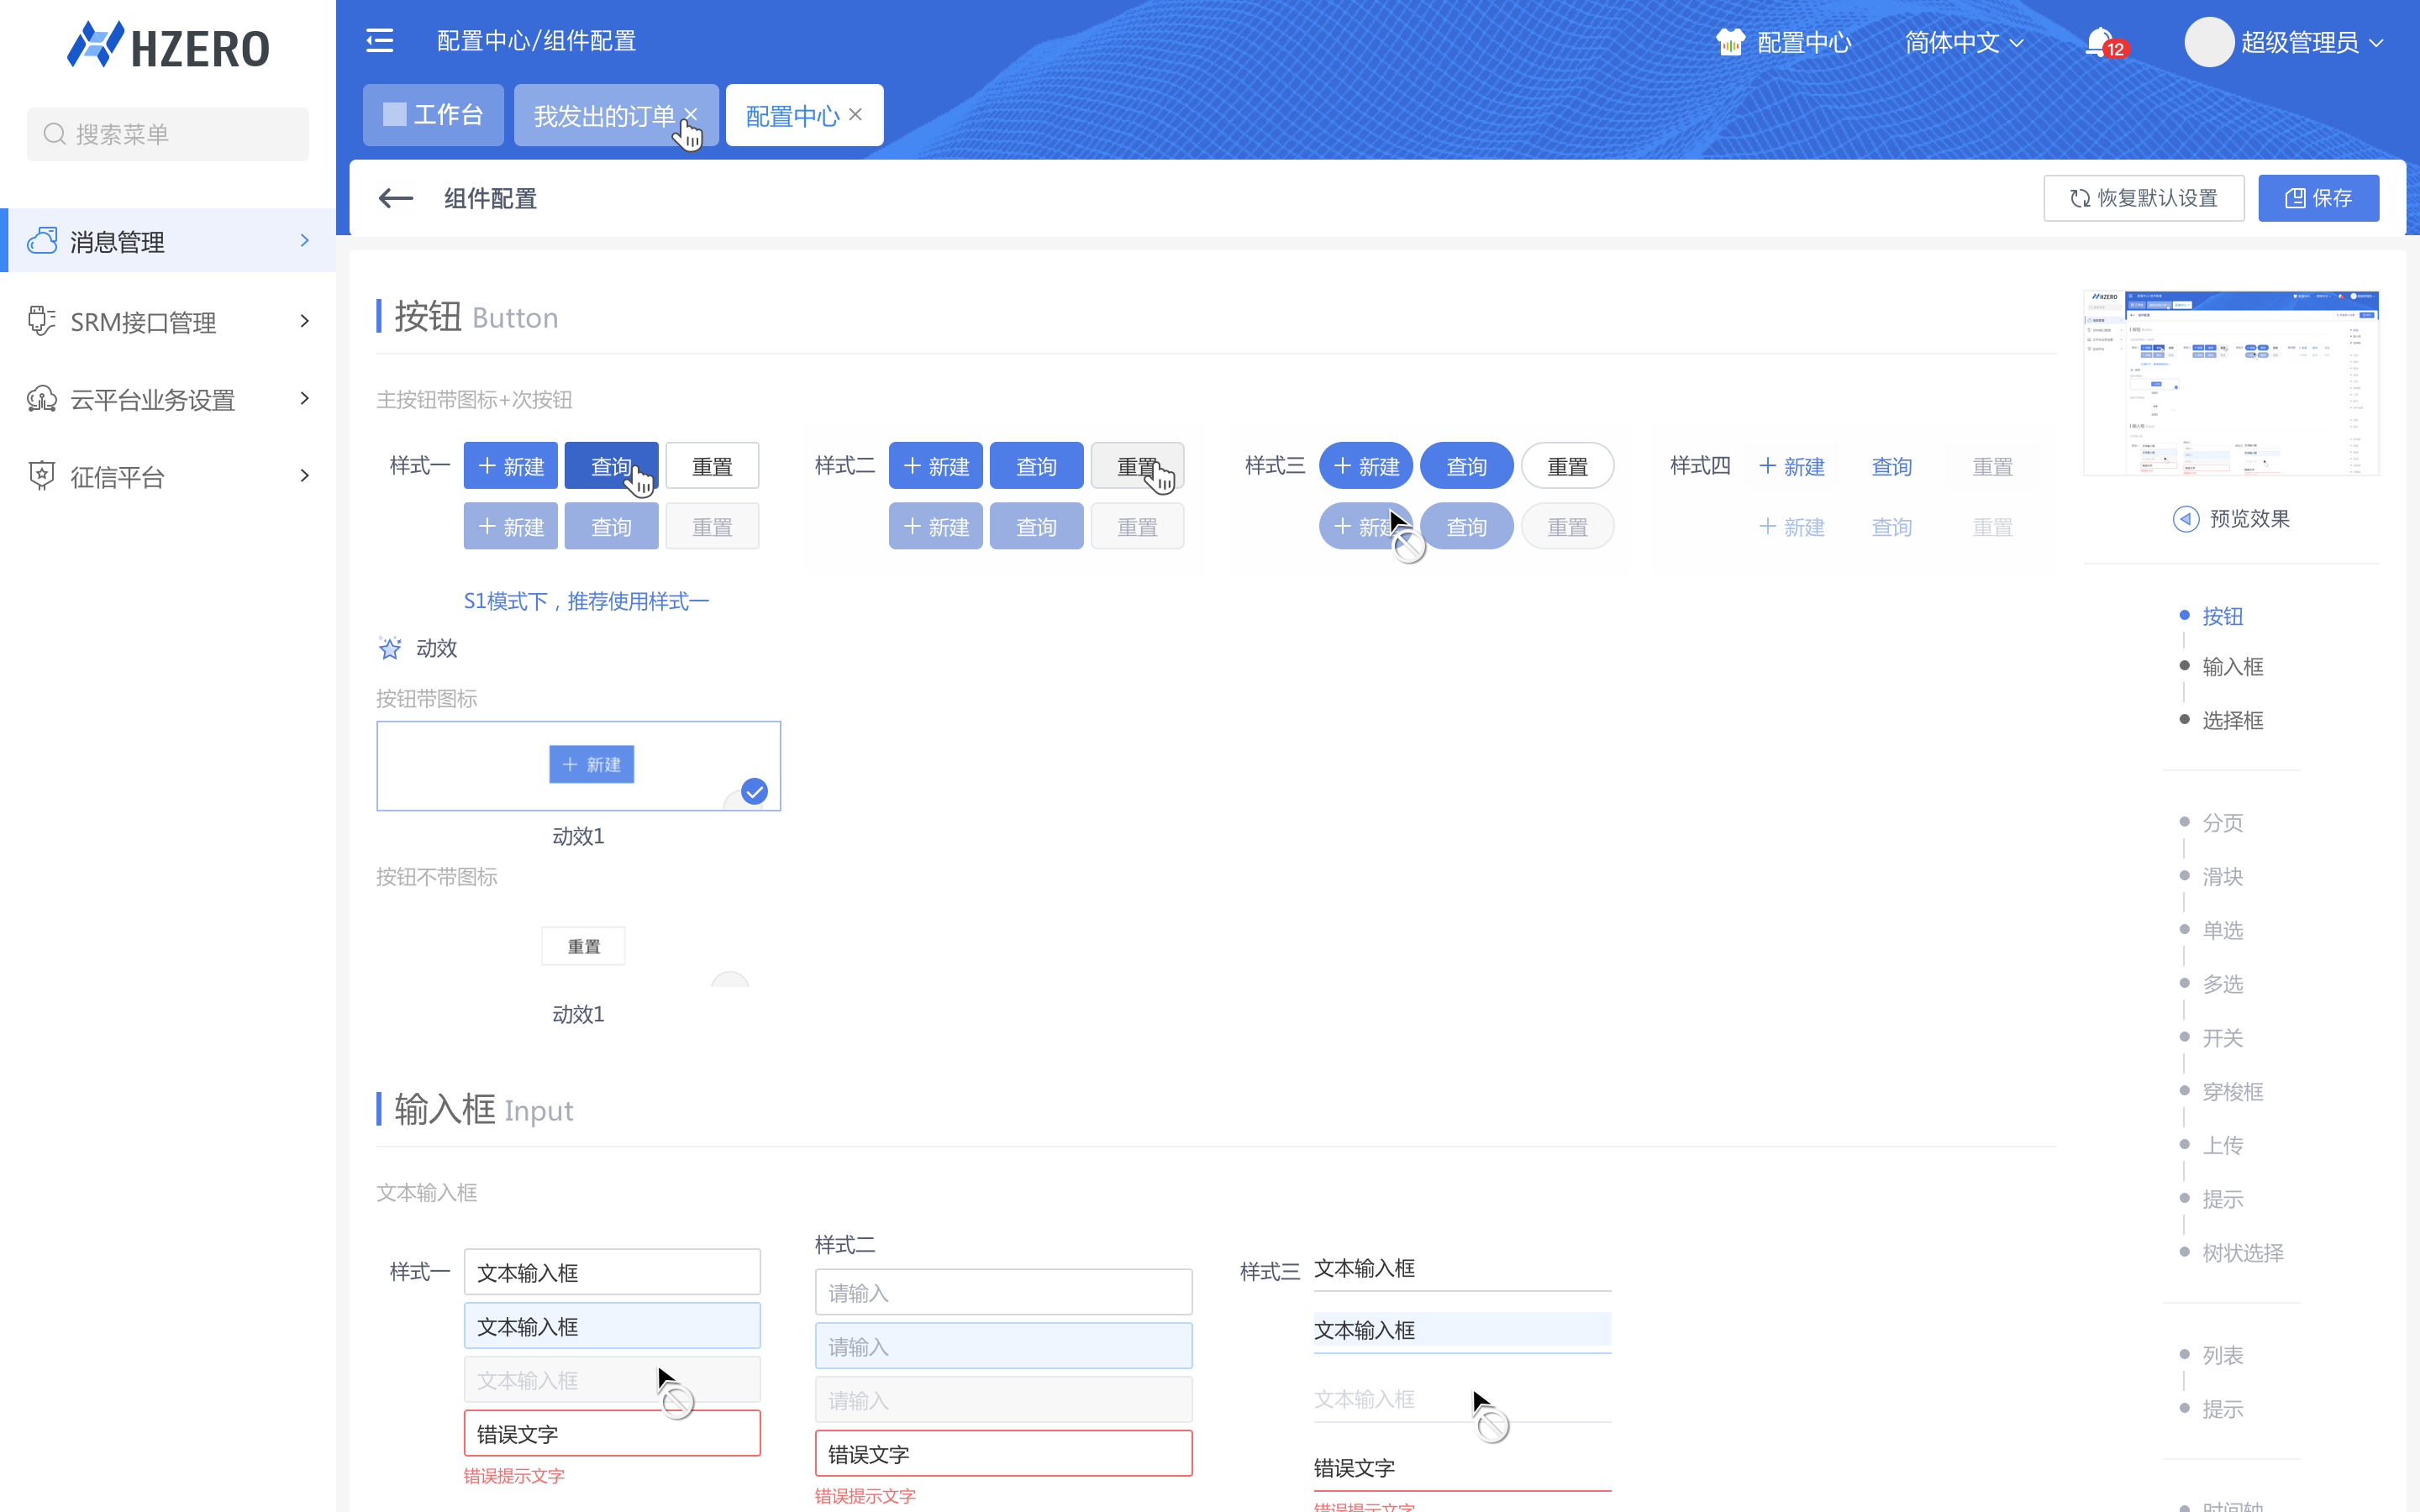 HZERO
搜索菜单
消息管理
SRM接口管理
云平台业务设置
征信平台
配置中心/组件配置
配置中心
简体中文
12
超级管理员
工作台
我发出的订单
配置中心
组件配置
恢复默认设置
保存
按钮 Button
主按钮带图标+次按钮
样式一 + 新建 查询 重置
样式二 + 新建 查询 重置
样式三 + 新建 查询 重置
样式四 + 新建 查询 重置
+ 新建 查询 重置
+ 新建 查询 重置
+ 新建 查询 重置
+ 新建 查询 重置
S1模式下，推荐使用样式一
动效
按钮带图标
+ 新建
动效1
按钮不带图标
重置
动效1
输入框 Input
文本输入框
样式一
文本输入框
文本输入框
文本输入框
错误文字
错误提示文字
样式二
请输入
请输入
请输入
错误文字
错误提示文字
样式三
文本输入框
文本输入框
文本输入框
错误文字
错误提示文字
预览效果
按钮
输入框
选择框
分页
滑块
单选
多选
开关
穿梭框
上传
提示
树状选择
列表
提示
时间轴